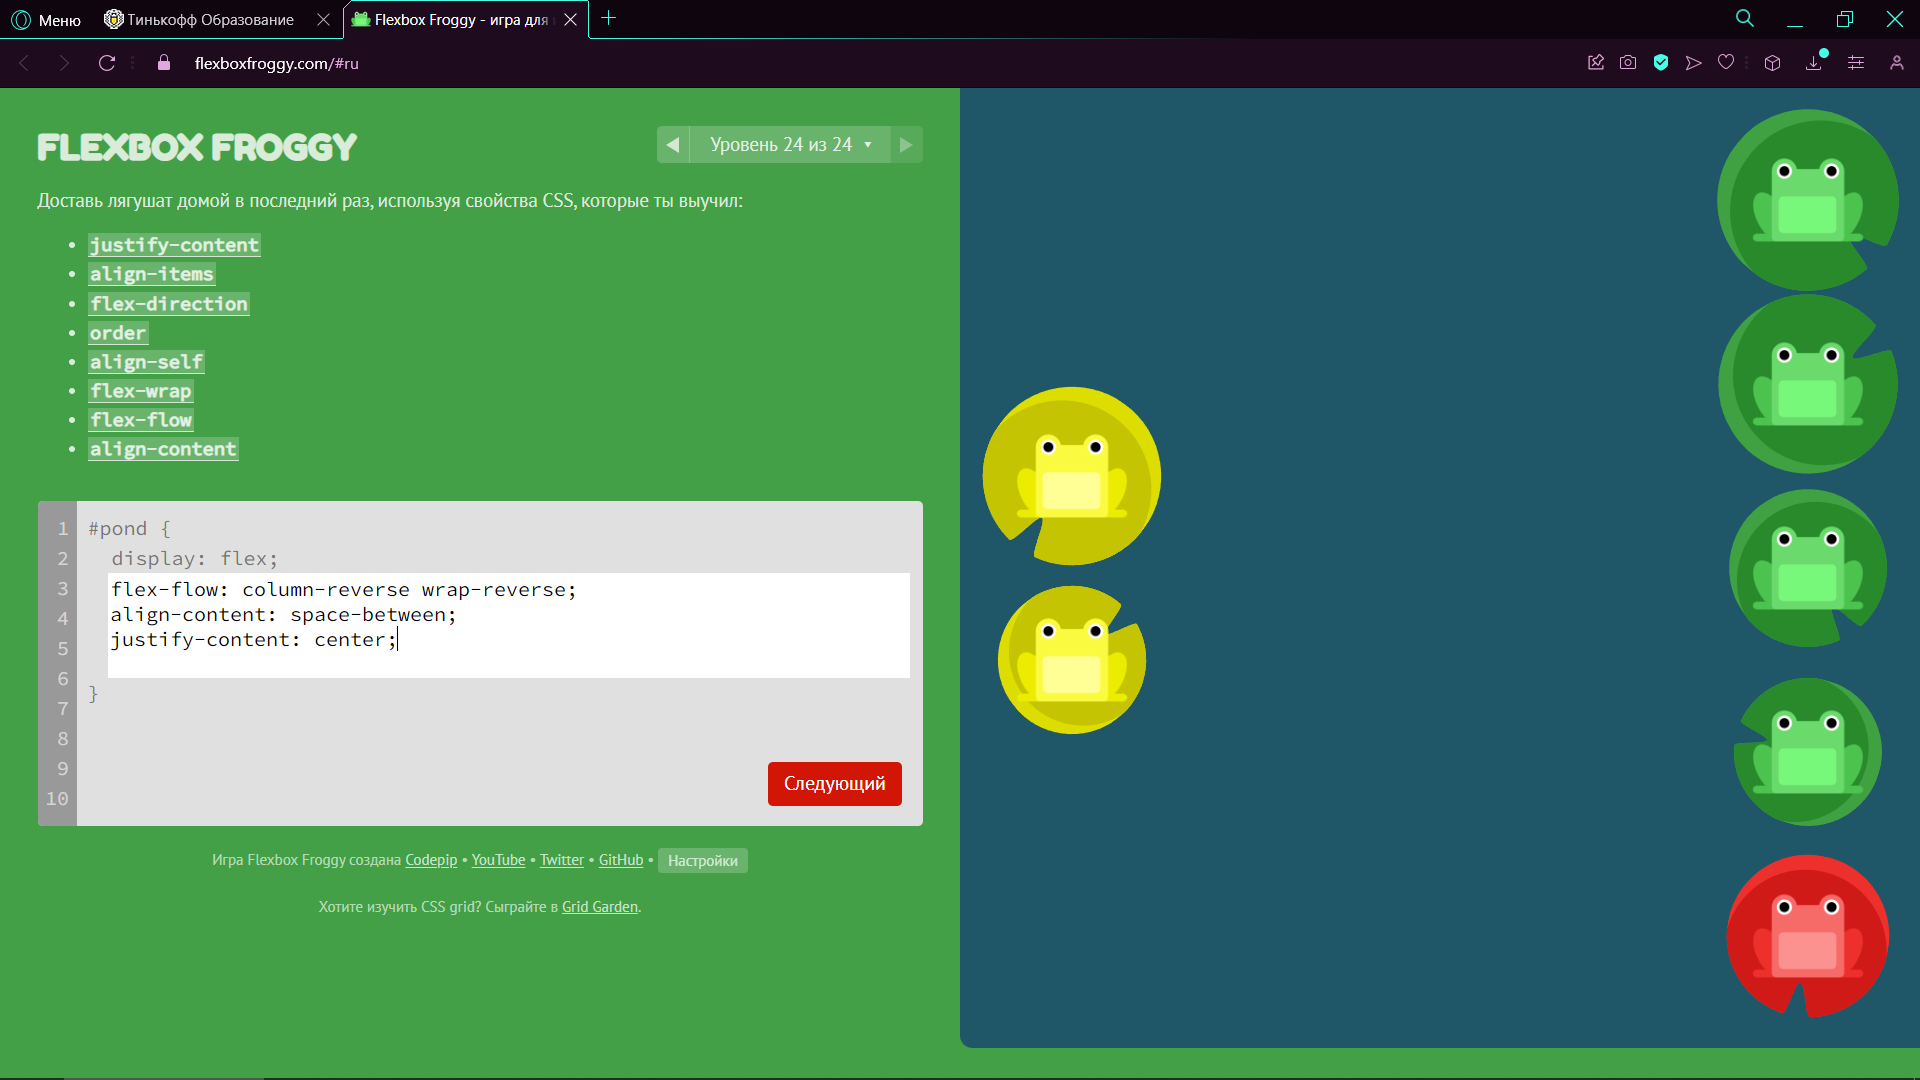 Меню
Тинькофф Образование
Flexbox Froggy - игра для
flexboxfroggy.com/#ru
FLEXBOX FROGGY
Уровень 24 из 24
Доставь лягушат домой в последний раз, используя свойства CSS, которые ты выучил:
justify-content
align-items
flex-direction
order
align-self
flex-wrap
flex-flow
align-content
1 #pond {
2 display: flex;
3 flex-flow: column-reverse wrap-reverse;
4 align-content: space-between;
5 justify-content: center;
6
7 }
8
9
10
Следующий
Игра Flexbox Froggy создана Codepip • YouTube • Twitter • GitHub • Настройки
Хотите изучить CSS grid? Сыграйте в Grid Garden.